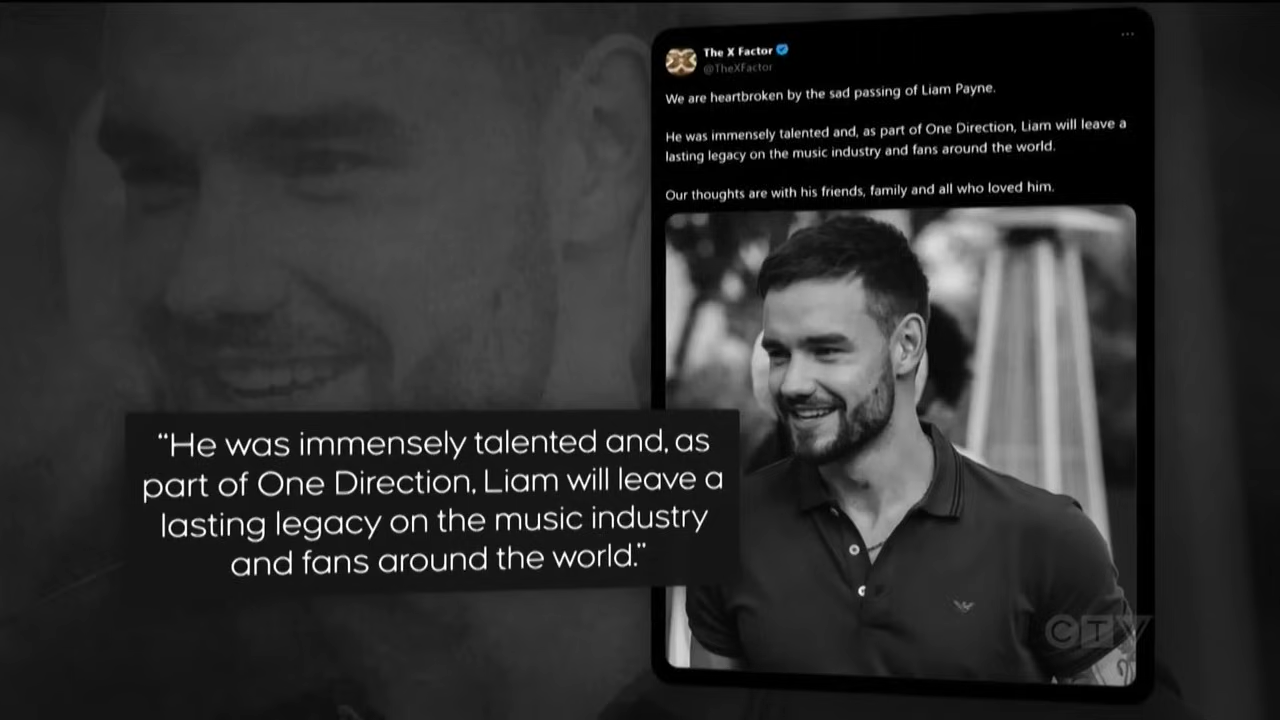 The X Factor
@TheXFactor
We are heartbroken by the sad passing of Liam Payne.
He was immensely talented and, as part of One Direction, Liam will leave a
lasting legacy on the music industry and fans around the world.
Our thoughts are with his friends, family and all who loved him.
“He was immensely talented and, as
part of One Direction, Liam will leave a
lasting legacy on the music industry
and fans around the world.”
CTV